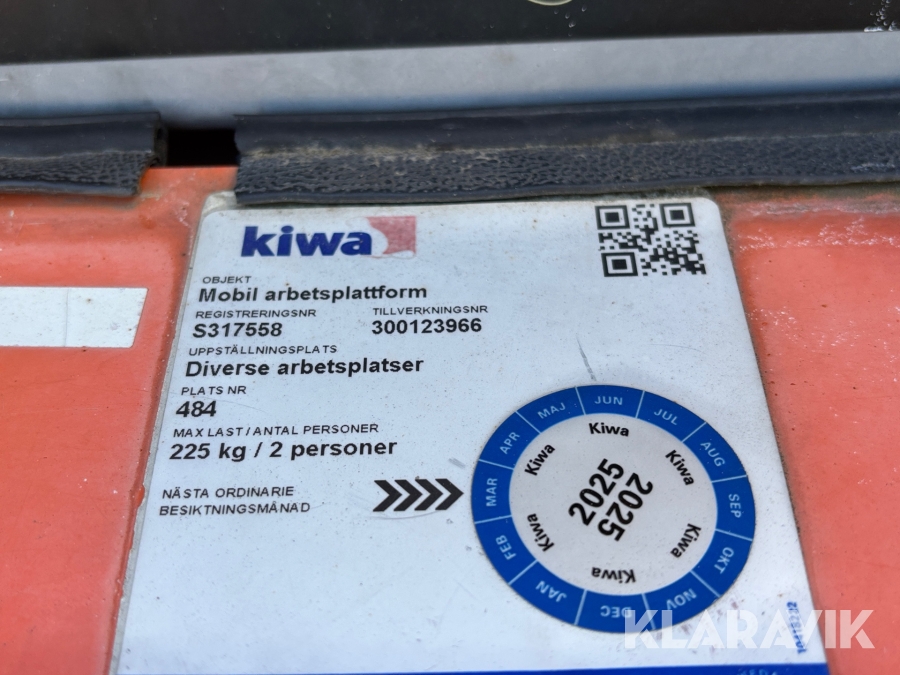 kiwa
OBJEKT
Mobil arbetsplattform
REGISTRERINGSNR TILLVERKNINGSNR
S317558 300123966
UPPSTÄLLNINGSPLATS
Diverse arbetsplatser
PLATS NR
484
MAX LAST / ANTAL PERSONER
225 kg / 2 personer
NÄSTA ORDINARIE
BESIKTNINGSMÅNAD
JAN
FEB
MAR
APR
MAJ
JUN
JUL
AUG
SEP
OKT
NOV
DEC
Kiwa
Kiwa
Kiwa
Kiwa
Kiwa
Kiwa
2025
2025
KLARAVIK